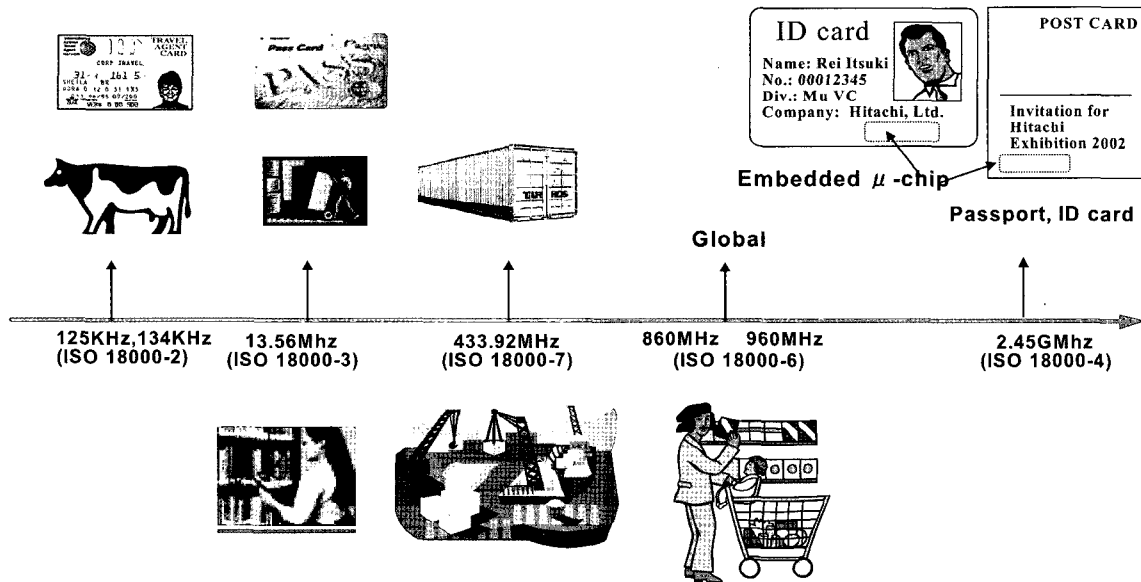 TRAVEL
AGENT
CARD
CORP TRAVEL
Pass Card
PASS
ID card
Name: Rei Itsuki
No.: 00012345
Div.: Mu VC
Company: Hitachi, Ltd.
POST CARD
Invitation for
Hitachi
Exhibition 2002
Embedded μ-chip
Passport, ID card
Global
125KHz,134KHz
(ISO 18000-2)
13.56Mhz
(ISO 18000-3)
433.92MHz
(ISO 18000-7)
860MHz 960MHz
(ISO 18000-6)
2.45GMhz
(ISO 18000-4)